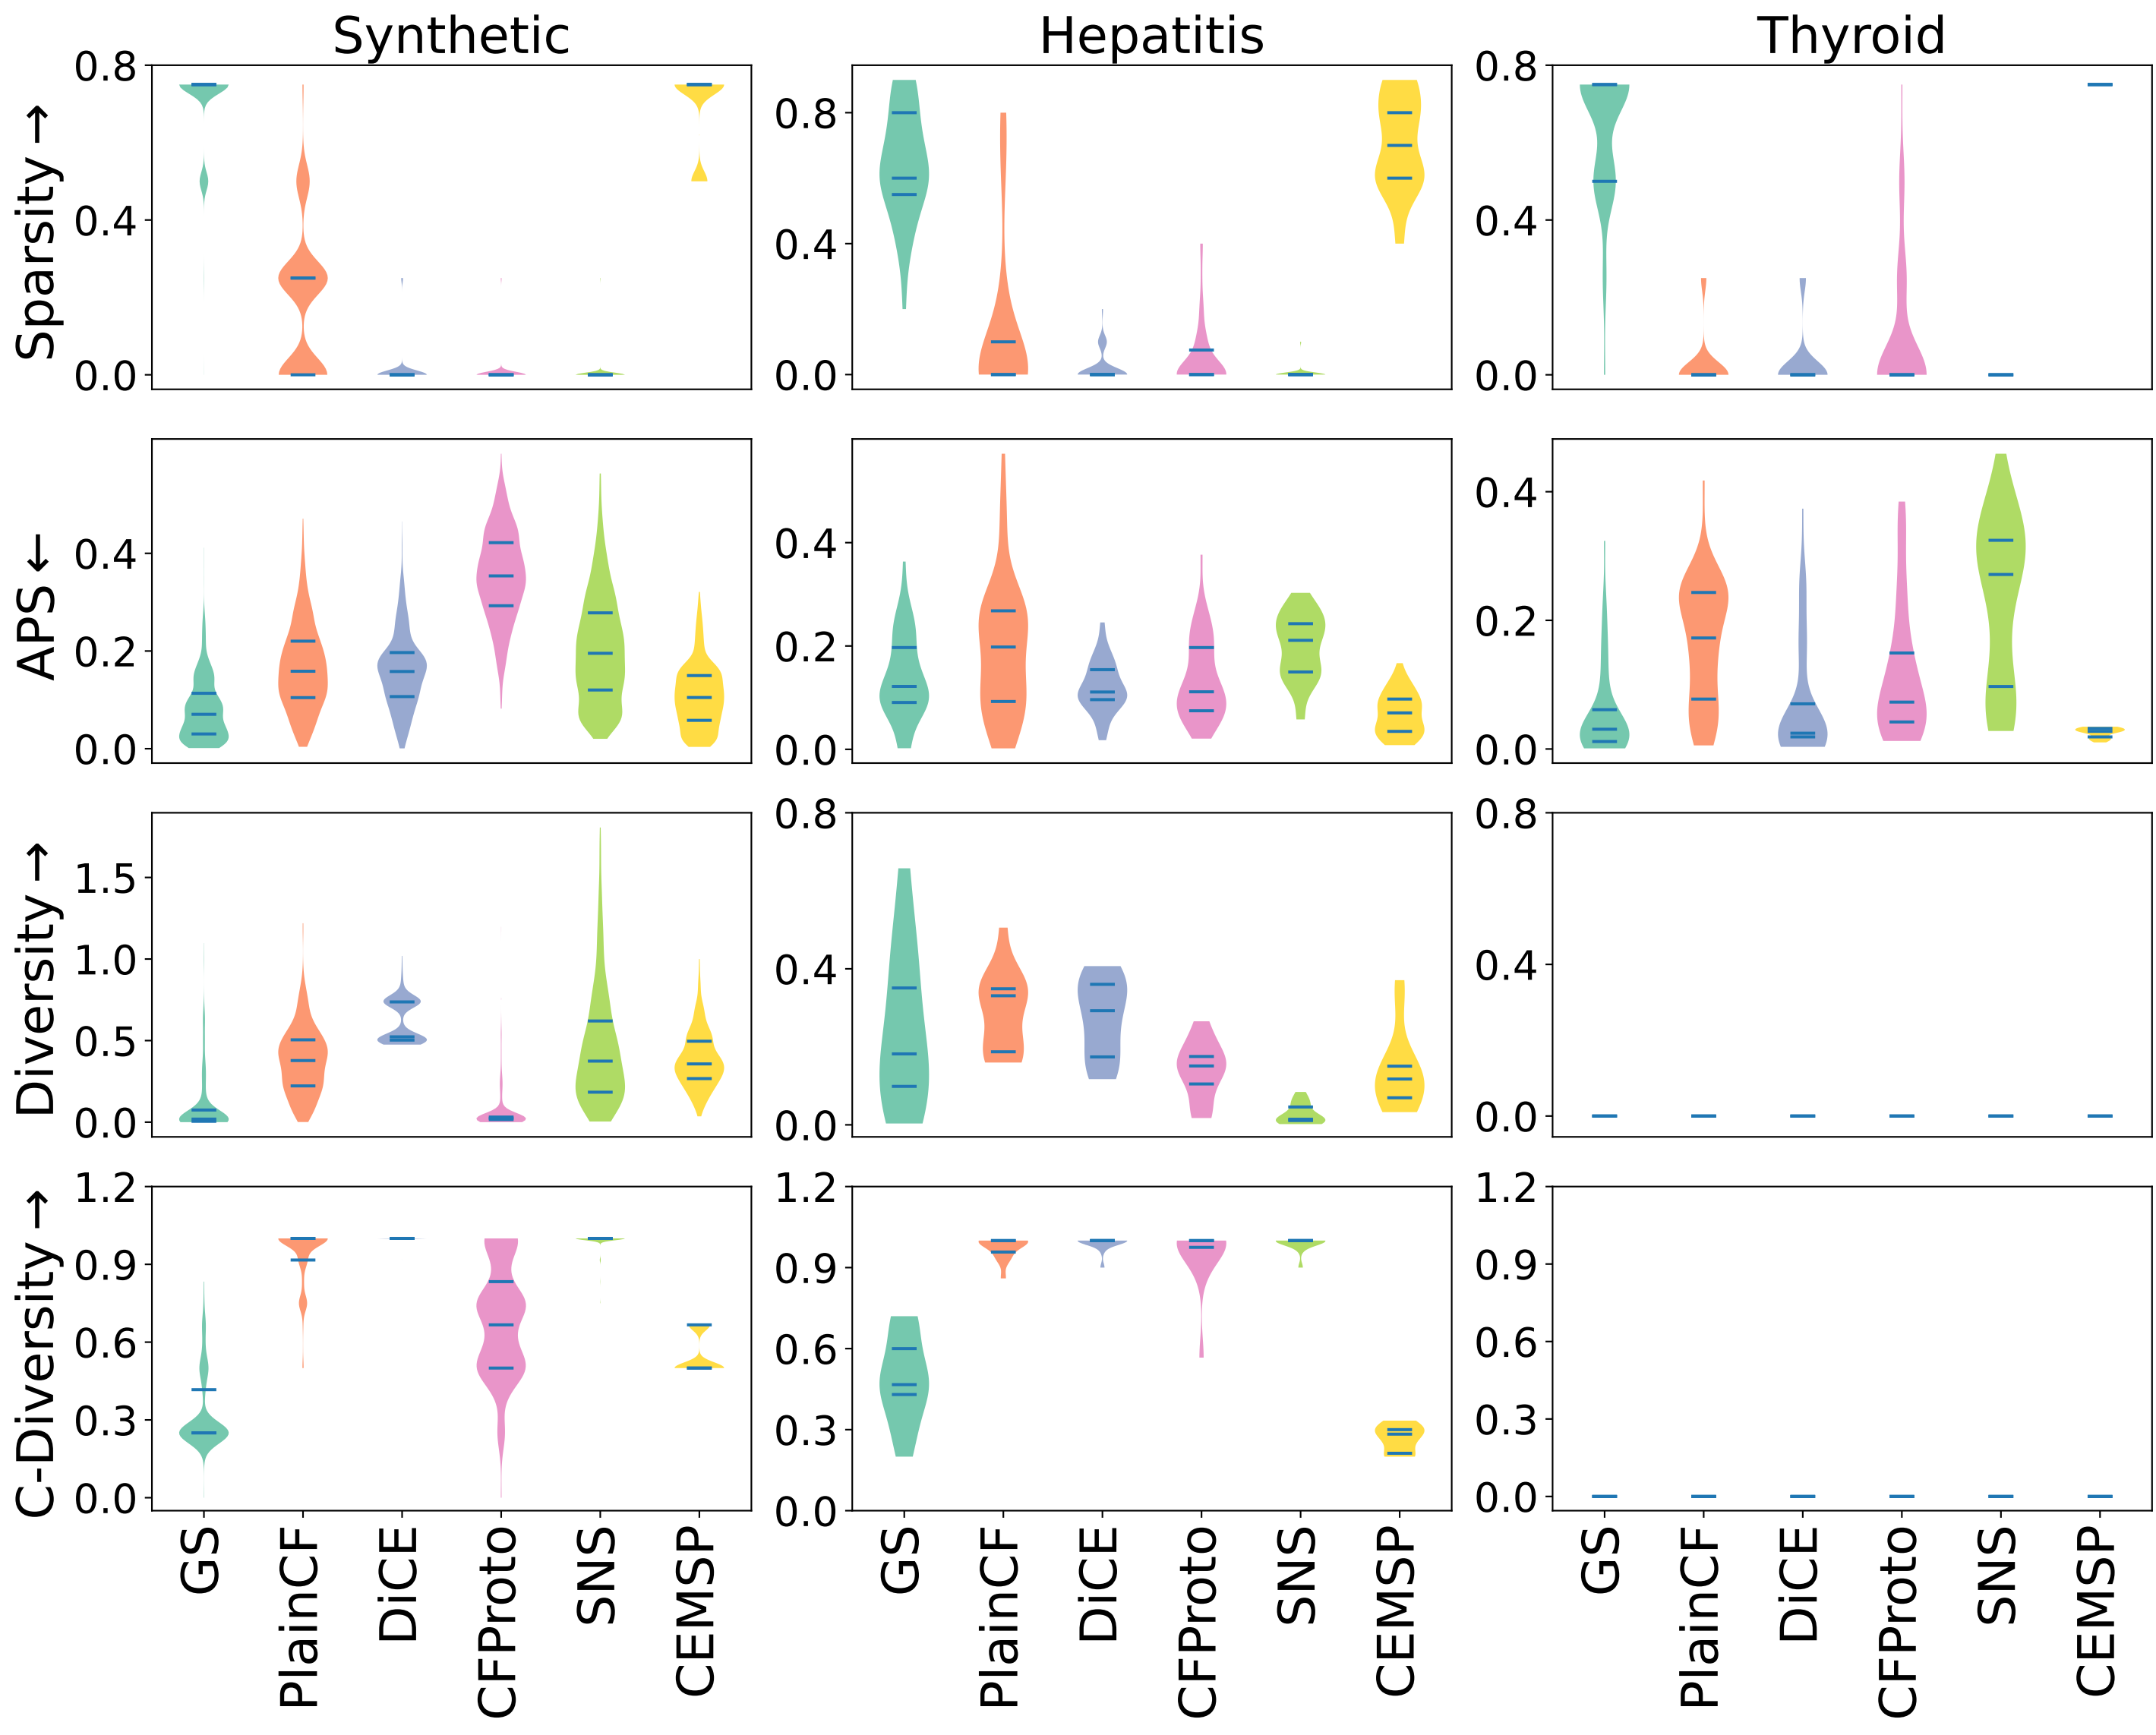 Synthetic Hepatitis Thyroid
Sparsity →
0.8
0.4
0.0
0.8
0.4
0.0
0.8
0.4
0.0
APS ←
0.4
0.2
0.0
0.4
0.2
0.0
0.4
0.2
0.0
Diversity →
1.5
1.0
0.5
0.0
0.8
0.4
0.0
0.8
0.4
0.0
C-Diversity →
1.2
0.9
0.6
0.3
0.0
1.2
0.9
0.6
0.3
0.0
1.2
0.9
0.6
0.3
0.0
GS
PlainCF
DiCE
CFProto
SNS
CEMSP
GS
PlainCF
DiCE
CFProto
SNS
CEMSP
GS
PlainCF
DiCE
CFProto
SNS
CEMSP